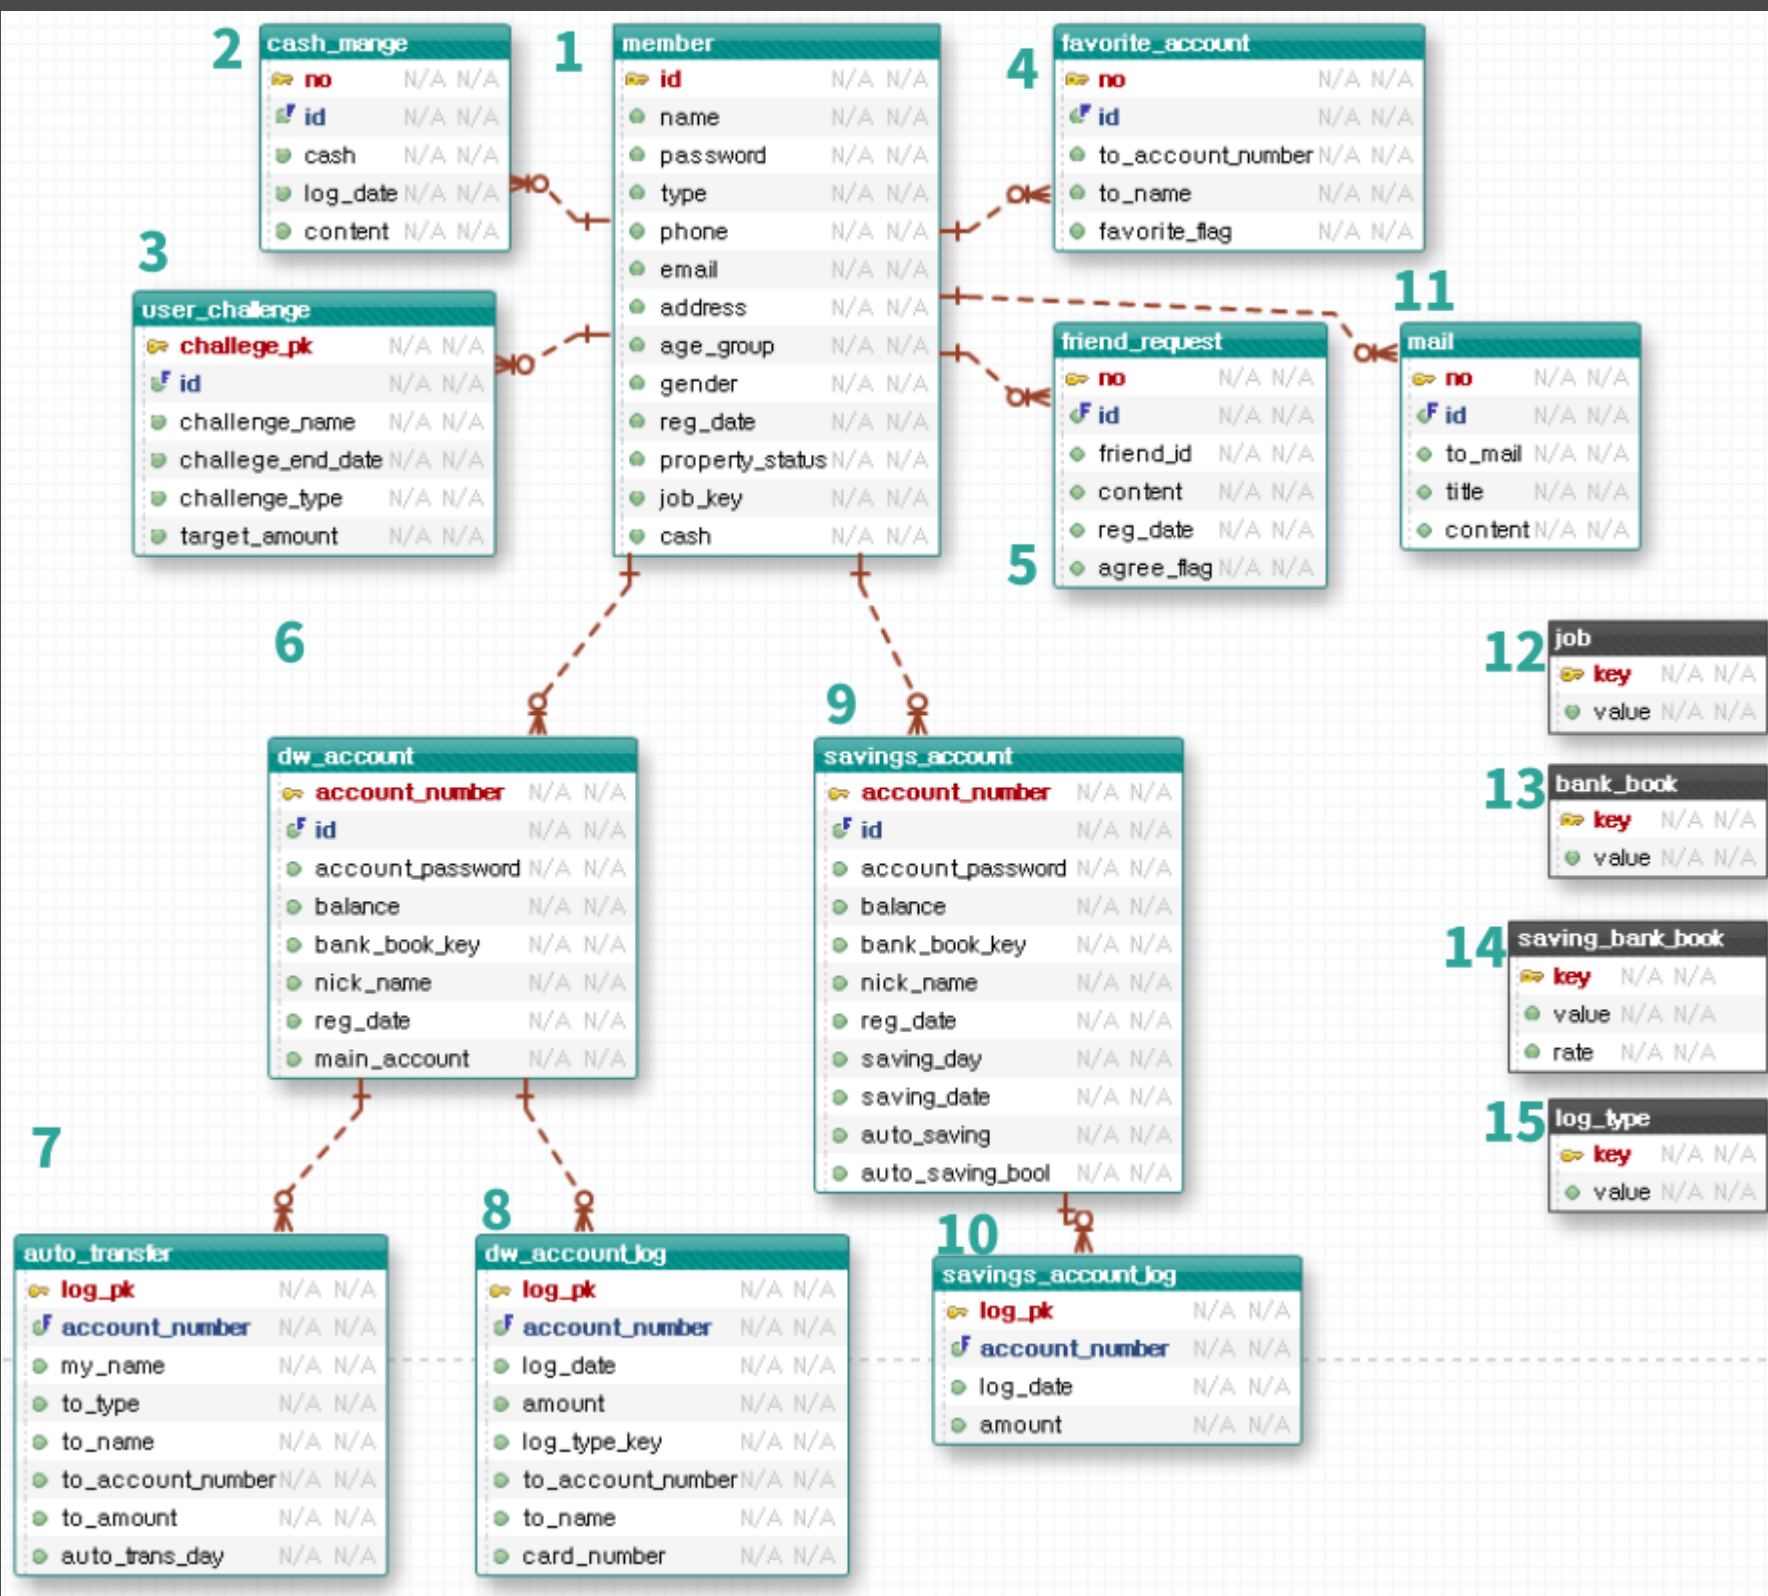 2
cash_mange
no N/A N/A
id N/A N/A
cash N/A N/A
log_date N/A N/A
content N/A N/A
1
member
id N/A N/A
name N/A N/A
password N/A N/A
type N/A N/A
phone N/A N/A
email N/A N/A
address N/A N/A
age_group N/A N/A
gender N/A N/A
reg_date N/A N/A
property_status N/A N/A
job_key N/A N/A
cash N/A N/A
4
favorite_account
no N/A N/A
id N/A N/A
to_account_number N/A N/A
to_name N/A N/A
favorite_flag N/A N/A
3
user_challenge
challege_pk N/A N/A
id N/A N/A
challenge_name N/A N/A
challege_end_date N/A N/A
challenge_type N/A N/A
target_amount N/A N/A
5
friend_request
no N/A N/A
id N/A N/A
friend_id N/A N/A
content N/A N/A
reg_date N/A N/A
agree_flag N/A N/A
11
mail
no N/A N/A
id N/A N/A
to_mail N/A N/A
title N/A N/A
content N/A N/A
6
dw_account
account_number N/A N/A
id N/A N/A
account_password N/A N/A
balance N/A N/A
bank_book_key N/A N/A
nick_name N/A N/A
reg_date N/A N/A
main_account N/A N/A
9
savings_account
account_number N/A N/A
id N/A N/A
account_password N/A N/A
balance N/A N/A
bank_book_key N/A N/A
nick_name N/A N/A
reg_date N/A N/A
saving_day N/A N/A
saving_date N/A N/A
auto_saving N/A N/A
auto_saving_bool N/A N/A
12
job
key N/A N/A
value N/A N/A
13
bank_book
key N/A N/A
value N/A N/A
14
saving_bank_book
key N/A N/A
value N/A N/A
rate N/A N/A
15
log_type
key N/A N/A
value N/A N/A
7
auto_transfer
log_pk N/A N/A
account_number N/A N/A
my_name N/A N/A
to_type N/A N/A
to_name N/A N/A
to_account_number N/A N/A
to_amount N/A N/A
auto_trans_day N/A N/A
8
dw_account_log
log_pk N/A N/A
account_number N/A N/A
log_date N/A N/A
amount N/A N/A
log_type_key N/A N/A
to_account_number N/A N/A
to_name N/A N/A
card_number N/A N/A
10
savings_account_log
log_pk N/A N/A
account_number N/A N/A
log_date N/A N/A
amount N/A N/A